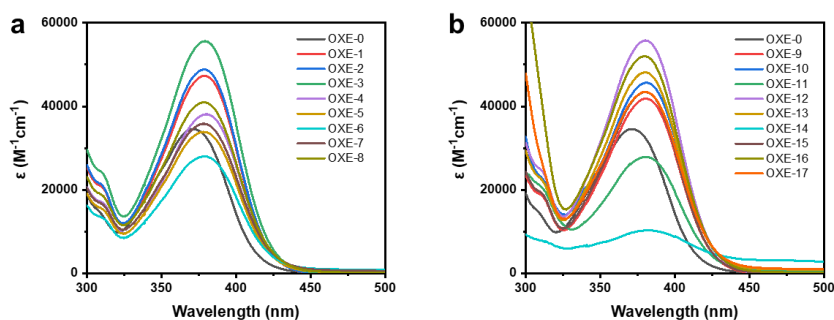 a
60000
40000
20000
0
ε (M⁻¹cm⁻¹)
300
350
400
450
500
Wavelength (nm)
OXE-0
OXE-1
OXE-2
OXE-3
OXE-4
OXE-5
OXE-6
OXE-7
OXE-8
b
60000
40000
20000
0
ε (M⁻¹cm⁻¹)
300
350
400
450
500
Wavelength (nm)
OXE-0
OXE-9
OXE-10
OXE-11
OXE-12
OXE-13
OXE-14
OXE-15
OXE-16
OXE-17